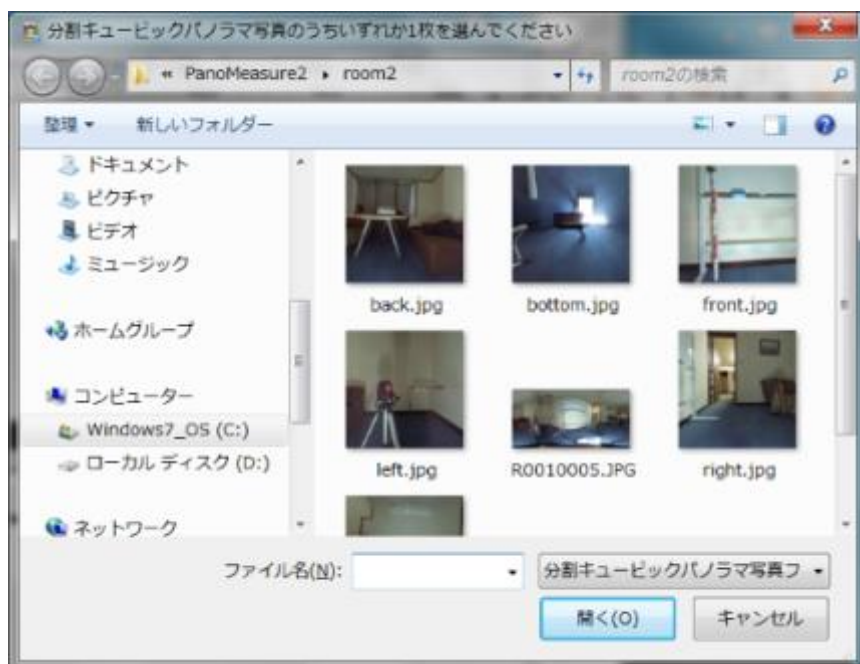 分割キュービックパノラマ写真のうちいずれか1枚を選んでください
« PanoMeasure2 ▸ room2
room2の検索
整理
新しいフォルダー
ドキュメント
ピクチャ
ビデオ
ミュージック
ホームグループ
コンピューター
Windows7_OS (C:)
ローカル ディスク (D:)
ネットワーク
back.jpg
bottom.jpg
front.jpg
left.jpg
R0010005.JPG
right.jpg
ファイル名(N):
分割キュービックパノラマ写真フ
開く(O)
キャンセル